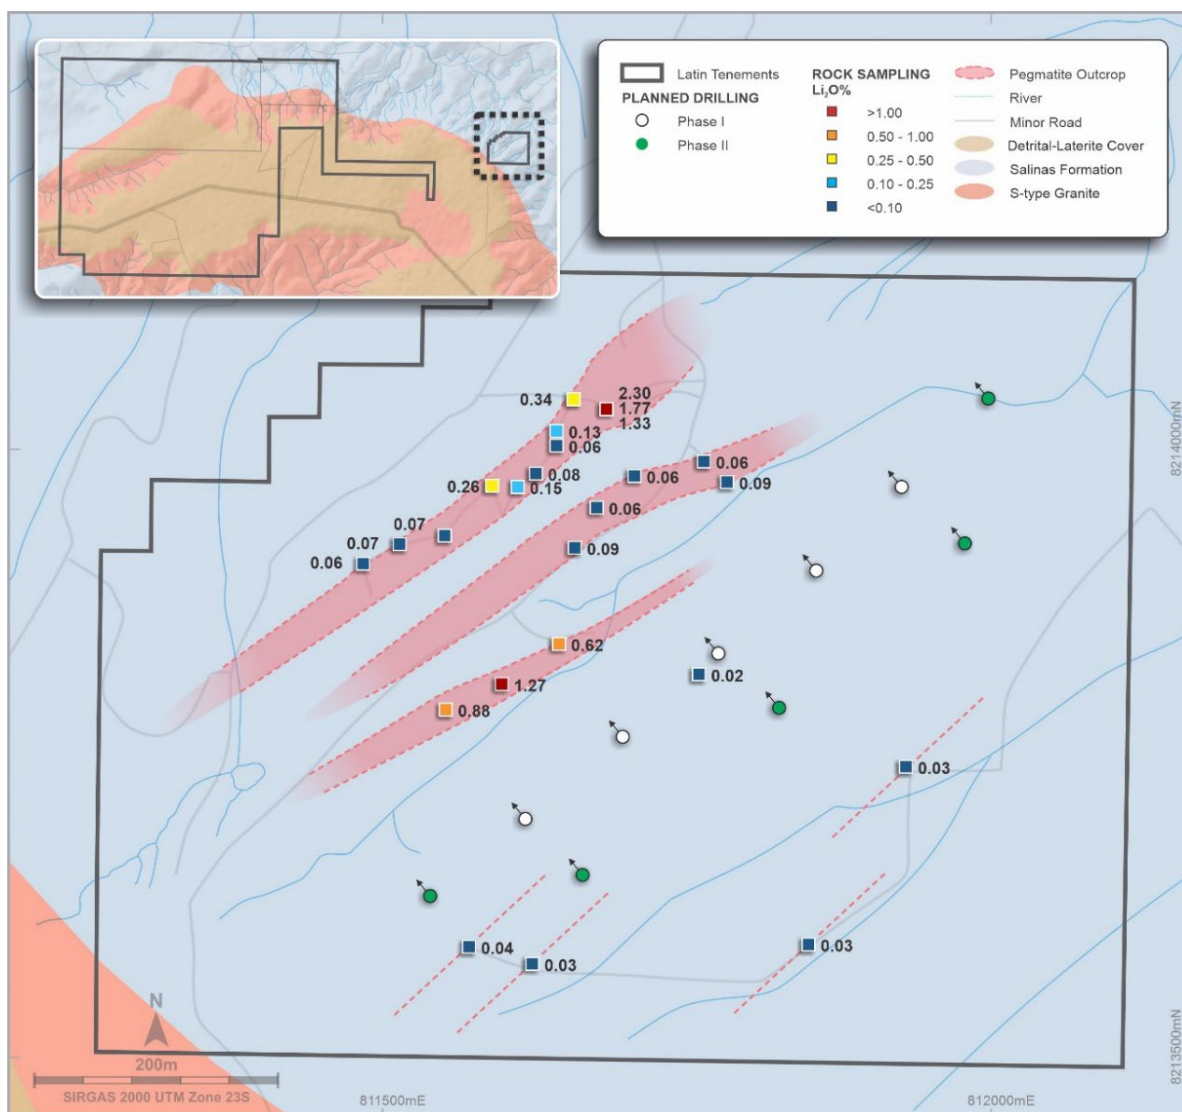 Latin Tenements
PLANNED DRILLING
Phase I
Phase II
ROCK SAMPLING
Li₂O%
>1.00
0.50 - 1.00
0.25 - 0.50
0.10 - 0.25
<0.10
Pegmatite Outcrop
River
Minor Road
Detrital-Laterite Cover
Salinas Formation
S-type Granite
0.34
2.30
1.77
1.33
0.13
0.06
0.08
0.26
0.15
0.07
0.07
0.06
0.06
0.06
0.09
0.06
0.09
0.62
1.27
0.88
0.02
0.03
0.04
0.03
0.03
8214000mN
8213500mN
N
200m
SIRGAS 2000 UTM Zone 23S
811500mE
812000mE